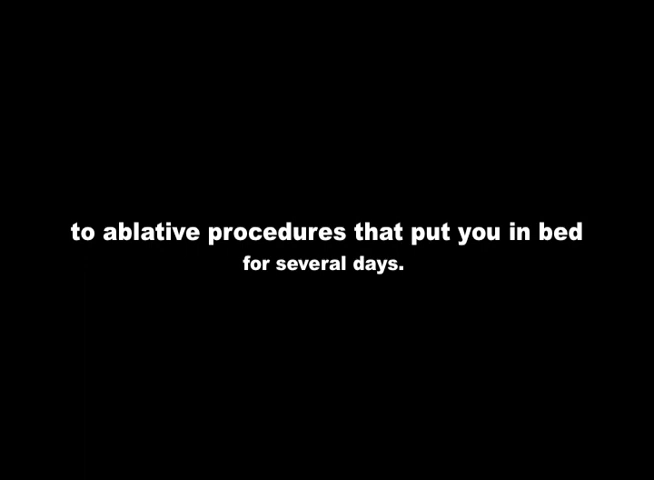 to ablative procedures that put you in bed
for several days.